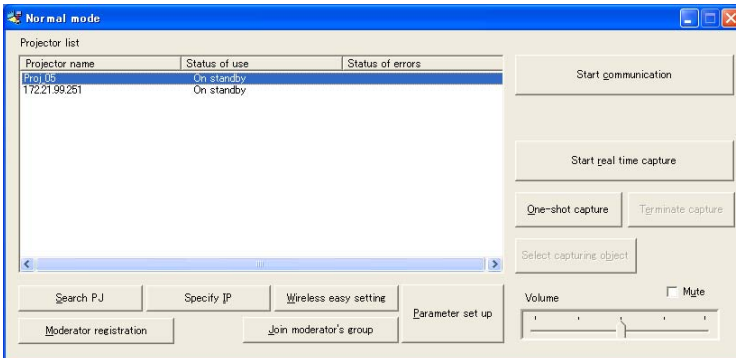 Normal mode
Projector list
Projector name Status of use Status of errors
Proj_05 On standby
172.21.99.251 On standby
Start communication
Start real time capture
One-shot capture Terminate capture
Select capturing object
Search PJ Specify IP Wireless easy setting
Parameter set up
Moderator registration Join moderator's group
Volume Mute